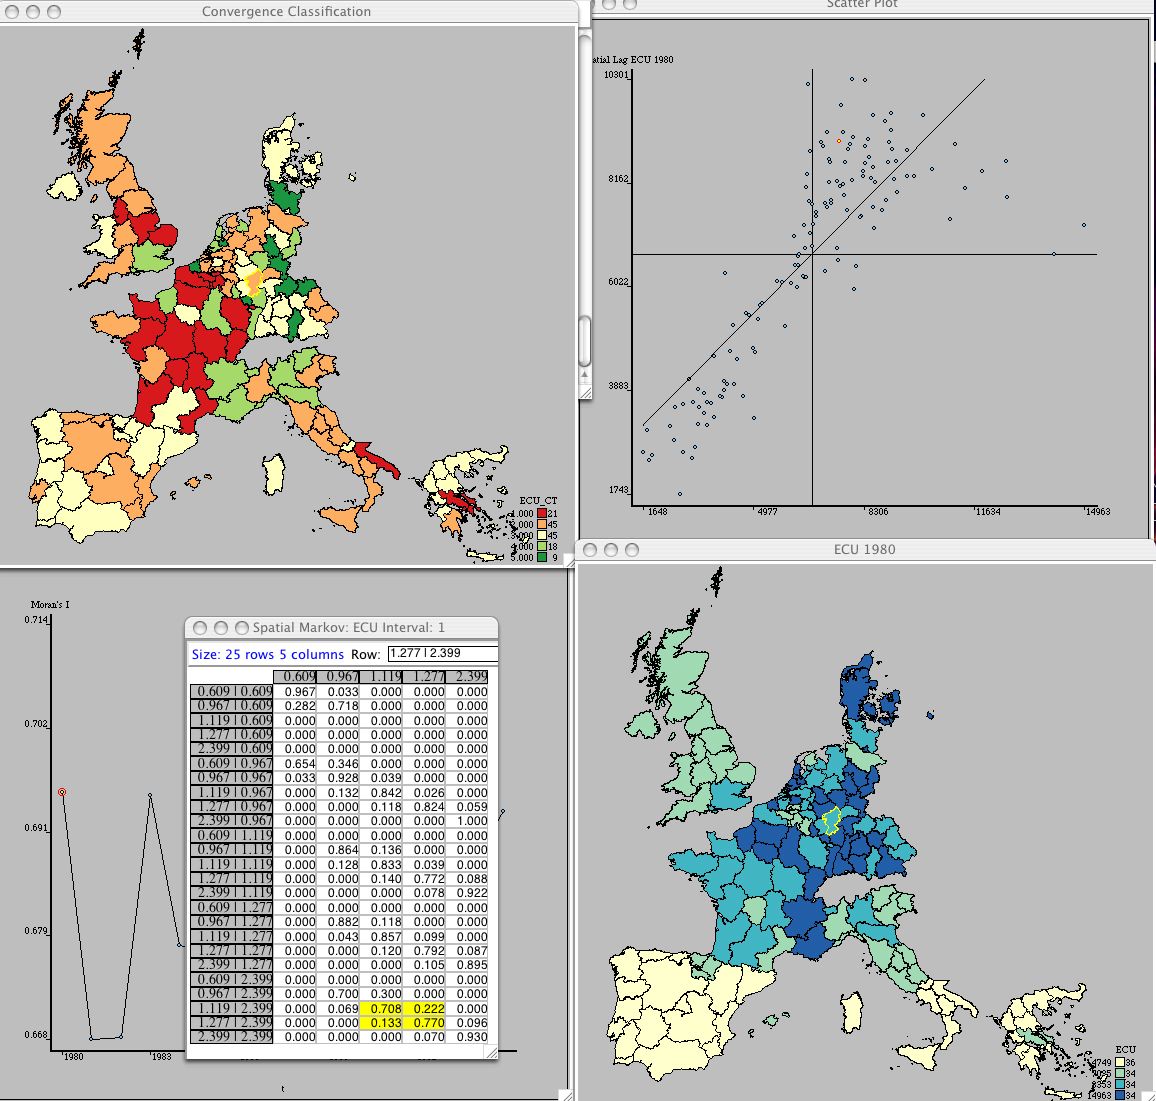 Convergence Classification
ECU_CT
1.000 21
2.000 45
3.000 45
4.000 18
5.000 9
Scatter Plot
atial Lag ECU 1980
10301
8162
6022
3883
1743
1648 4977 8306 11634 14963
Moran's I
0.714
0.702
0.691
0.679
0.668
1980 1983
t
Spatial Markov: ECU Interval: 1
Size: 25 rows 5 columns Row: 1.277 | 2.399
0.609 0.967 1.119 1.277 2.399
0.609 | 0.609 0.967 0.033 0.000 0.000 0.000
0.967 | 0.609 0.282 0.718 0.000 0.000 0.000
1.119 | 0.609 0.000 0.000 0.000 0.000 0.000
1.277 | 0.609 0.000 0.000 0.000 0.000 0.000
2.399 | 0.609 0.000 0.000 0.000 0.000 0.000
0.609 | 0.967 0.654 0.346 0.000 0.000 0.000
0.967 | 0.967 0.033 0.928 0.039 0.000 0.000
1.119 | 0.967 0.000 0.132 0.842 0.026 0.000
1.277 | 0.967 0.000 0.000 0.118 0.824 0.059
2.399 | 0.967 0.000 0.000 0.000 0.000 1.000
0.609 | 1.119 0.000 0.000 0.000 0.000 0.000
0.967 | 1.119 0.000 0.864 0.136 0.000 0.000
1.119 | 1.119 0.000 0.128 0.833 0.039 0.000
1.277 | 1.119 0.000 0.000 0.140 0.772 0.088
2.399 | 1.119 0.000 0.000 0.000 0.078 0.922
0.609 | 1.277 0.000 0.000 0.000 0.000 0.000
0.967 | 1.277 0.000 0.882 0.118 0.000 0.000
1.119 | 1.277 0.000 0.043 0.857 0.099 0.000
1.277 | 1.277 0.000 0.000 0.120 0.792 0.087
2.399 | 1.277 0.000 0.000 0.000 0.105 0.895
0.609 | 2.399 0.000 0.000 0.000 0.000 0.000
0.967 | 2.399 0.000 0.700 0.300 0.000 0.000
1.119 | 2.399 0.000 0.069 0.708 0.222 0.000
1.277 | 2.399 0.000 0.000 0.133 0.770 0.096
2.399 | 2.399 0.000 0.000 0.000 0.070 0.930
ECU 1980
ECU
4749 36
34
8353 34
14963 34